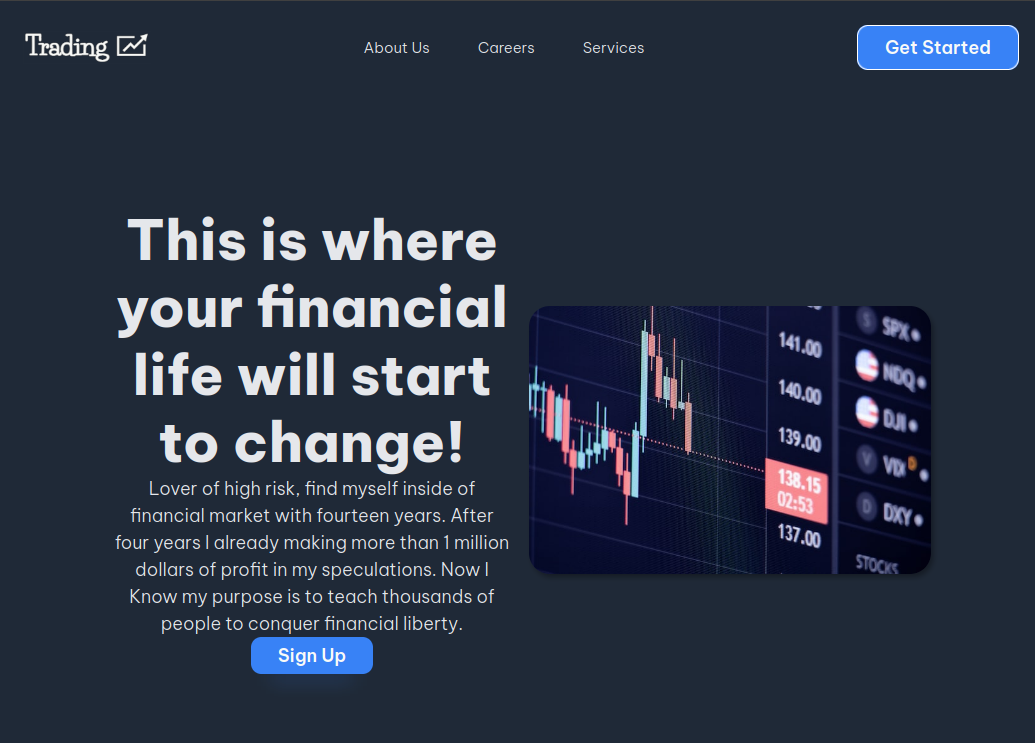 Trading
About Us
Careers
Services
Get Started
This is where
your financial
life will start
to change!
Lover of high risk, find myself inside of
financial market with fourteen years. After
four years I already making more than 1 million
dollars of profit in my speculations. Now I
Know my purpose is to teach thousands of
people to conquer financial liberty.
Sign Up
141.00
140.00
139.00
138.15
02:53
137.00
S SPX
NDQ
DJI
V VIX D
D DXY
STOCKS